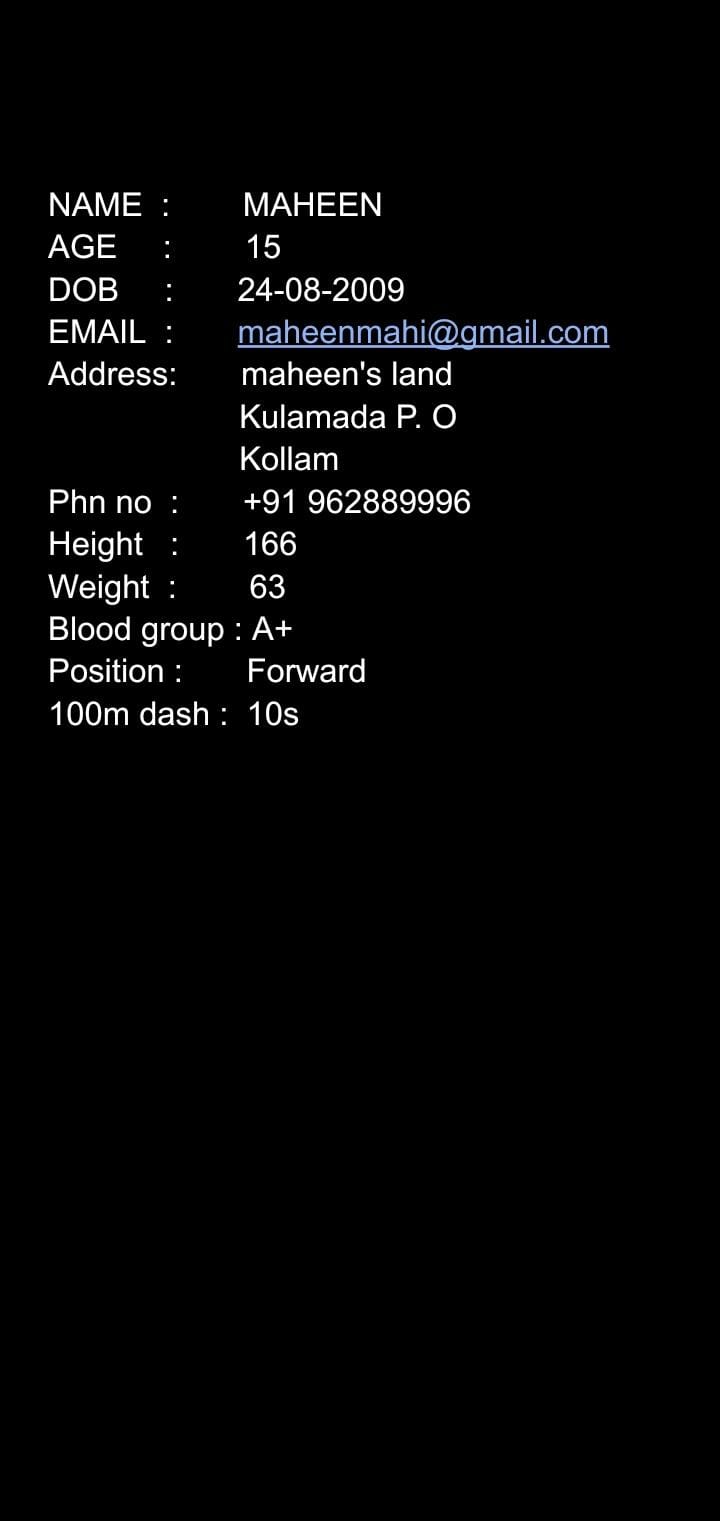 NAME : MAHEEN
AGE : 15
DOB : 24-08-2009
EMAIL : maheenmahi@gmail.com
Address: maheen's land
Kulamada P. O
Kollam
Phn no : +91 962889996
Height : 166
Weight : 63
Blood group : A+
Position : Forward
100m dash : 10s